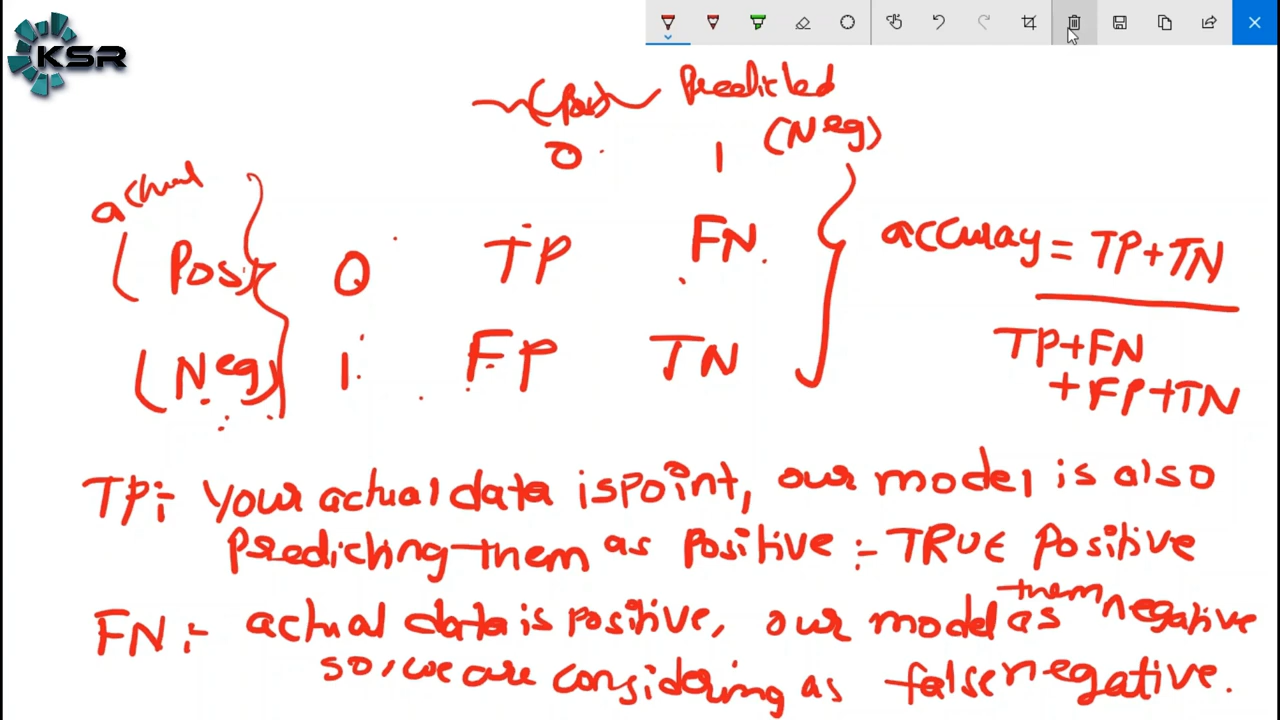 KSR
(Pos) Predicted
0 1 (Neg)
actual
(Pos) 0 TP FN
(Neg) 1 FP TN
accuray = TP+TN
TP+FN
+FP+TN
TP:- your actual data is point, our model is also
predicting them as positive :- TRUE positive
FN:- actual data is positive, our model as them negative
so, we are considering as false negative.